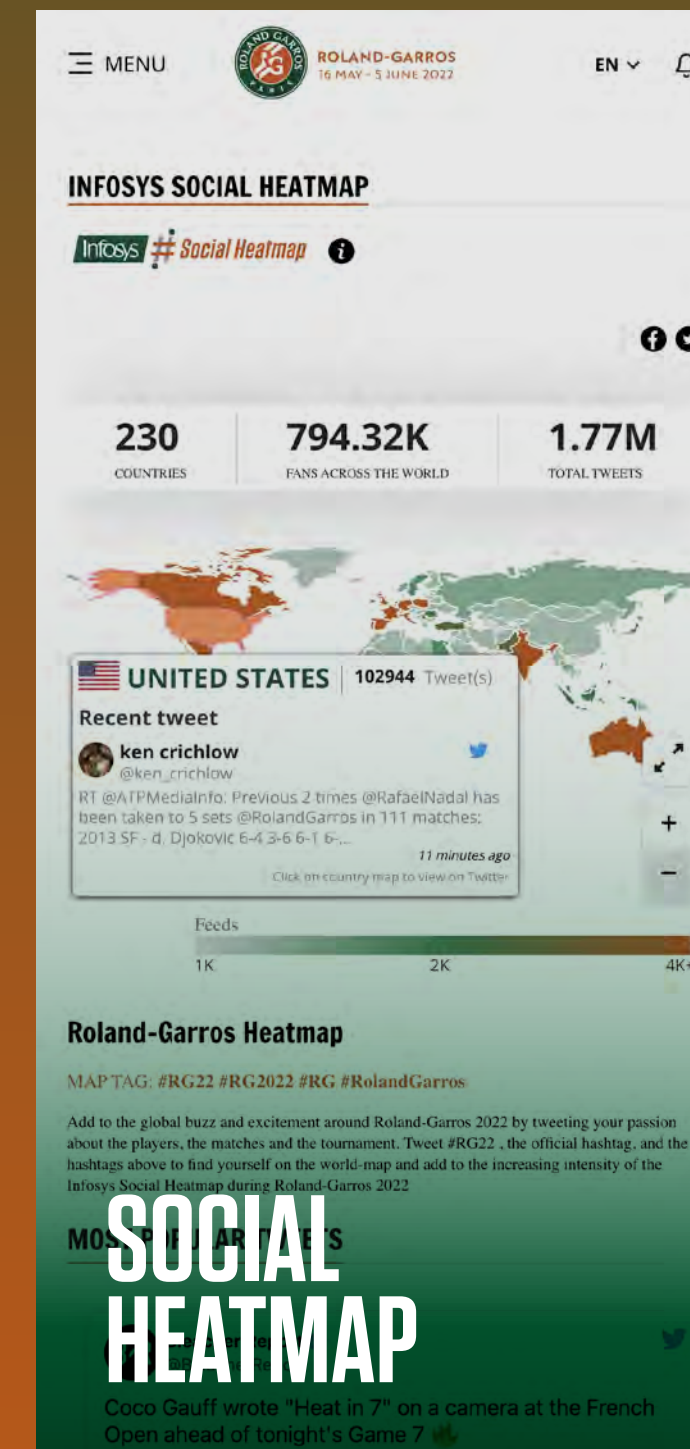 MENU
ROLAND GARROS
PARIS
ROLAND-GARROS
16 MAY - 5 JUNE 2022
EN
INFOSYS SOCIAL HEATMAP
Infosys # Social Heatmap i
230
COUNTRIES
794.32K
FANS ACROSS THE WORLD
1.77M
TOTAL TWEETS
UNITED STATES 102944 Tweet(s)
Recent tweet
ken crichlow
@ken_crichlow
RT @ATPMediaInfo: Previous 2 times @RafaelNadal has
been taken to 5 sets @RolandGarros in 111 matches:
2013 SF - d. Djokovic 6-4 3-6 6-1 6-...
11 minutes ago
Click on country map to view on Twitter
+
−
Feeds
1K 2K 4K+
Roland-Garros Heatmap
MAP TAG: #RG22 #RG2022 #RG #RolandGarros
Add to the global buzz and excitement around Roland-Garros 2022 by tweeting your passion
about the players, the matches and the tournament. Tweet #RG22 , the official hashtag, and the
hashtags above to find yourself on the world-map and add to the increasing intensity of the
Infosys Social Heatmap during Roland-Garros 2022
MOST POPULAR TWEETS
SOCIAL
HEATMAP
Coco Gauff wrote "Heat in 7" on a camera at the French
Open ahead of tonight's Game 7